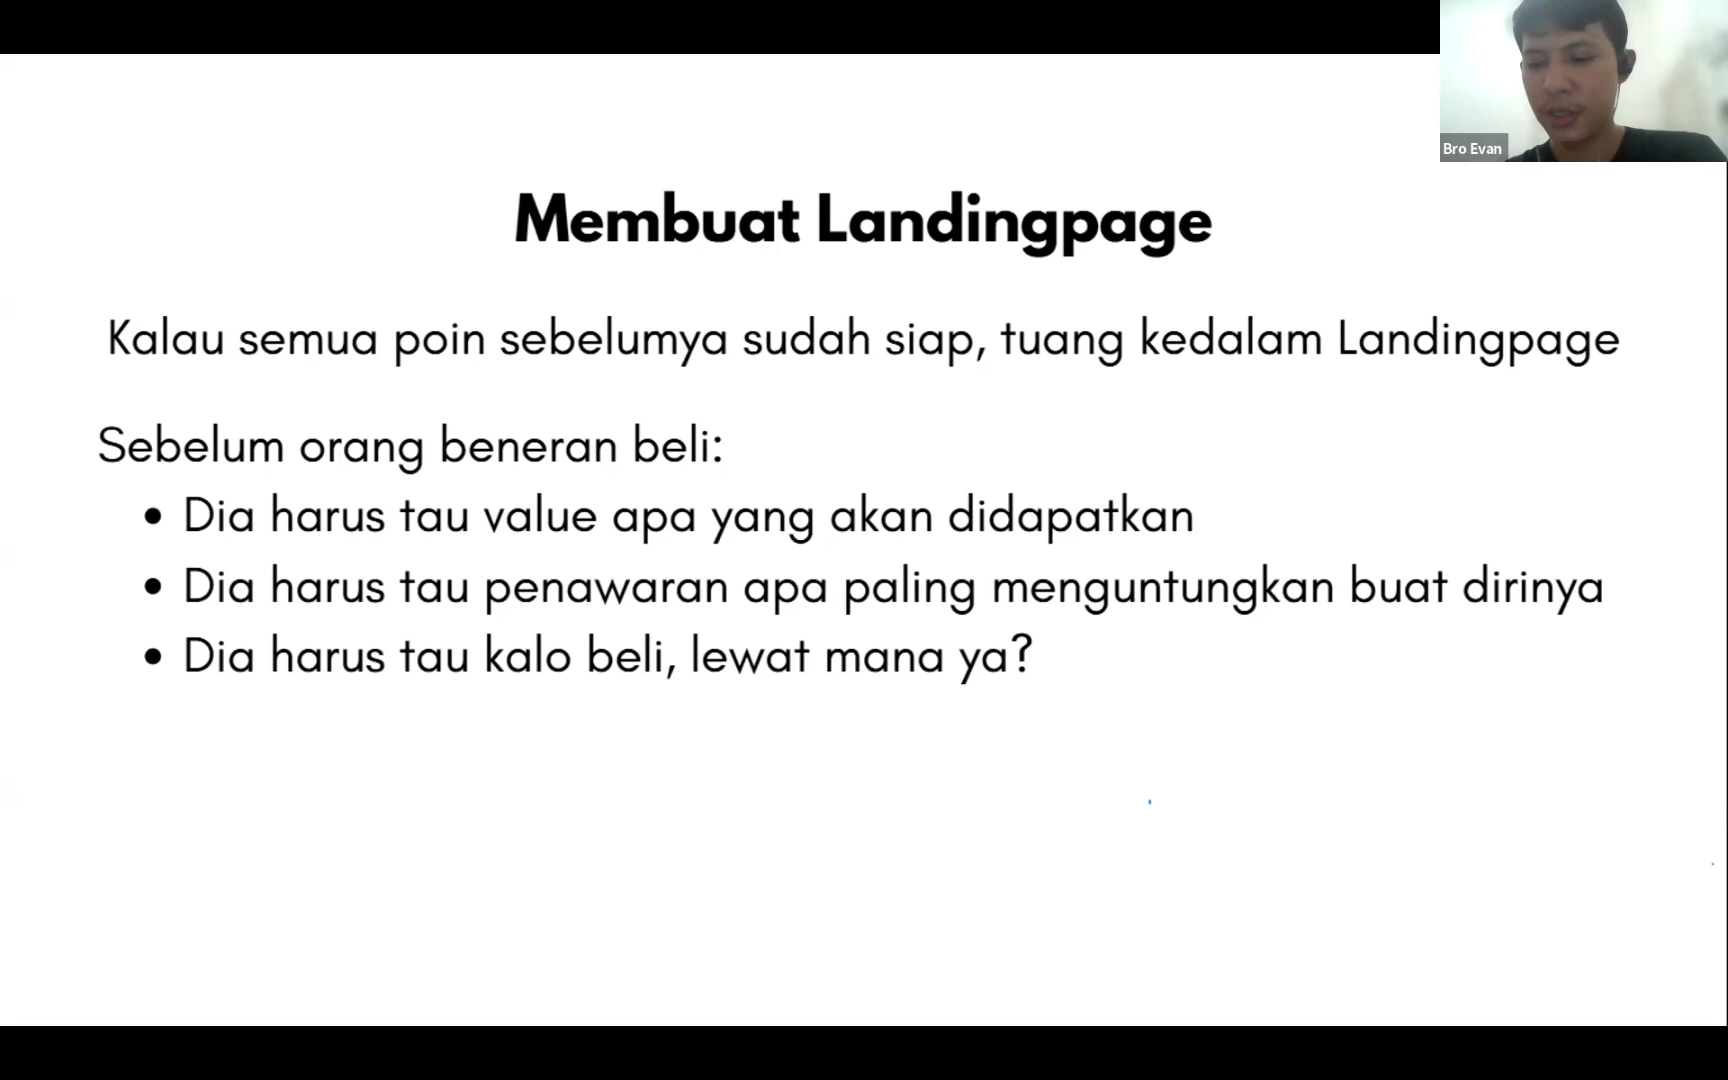 Bro Evan
Membuat Landingpage
Kalau semua poin sebelumya sudah siap, tuang kedalam Landingpage
Sebelum orang beneran beli:
• Dia harus tau value apa yang akan didapatkan
• Dia harus tau penawaran apa paling menguntungkan buat dirinya
• Dia harus tau kalo beli, lewat mana ya?